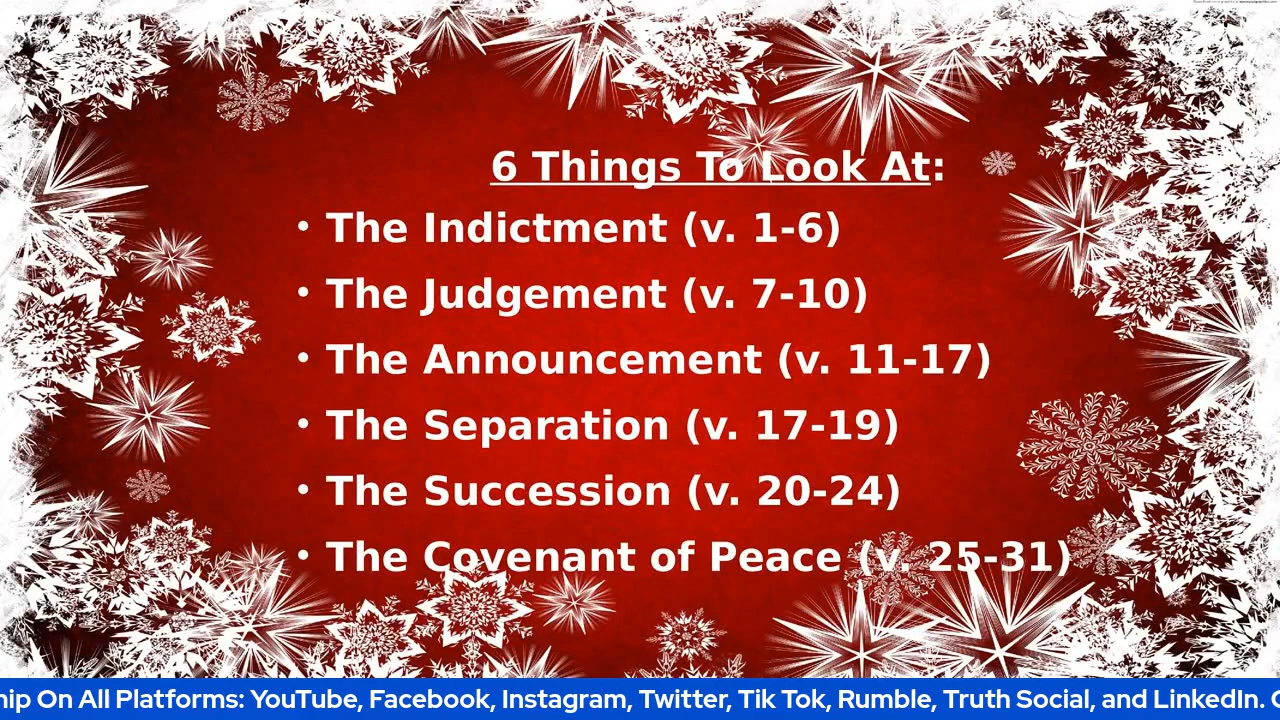 6 Things To Look At:
• The Indictment (v. 1-6)
• The Judgement (v. 7-10)
• The Announcement (v. 11-17)
• The Separation (v. 17-19)
• The Succession (v. 20-24)
• The Covenant of Peace (v. 25-31)
On All Platforms: YouTube, Facebook, Instagram, Twitter, Tik Tok, Rumble, Truth Social, and LinkedIn.